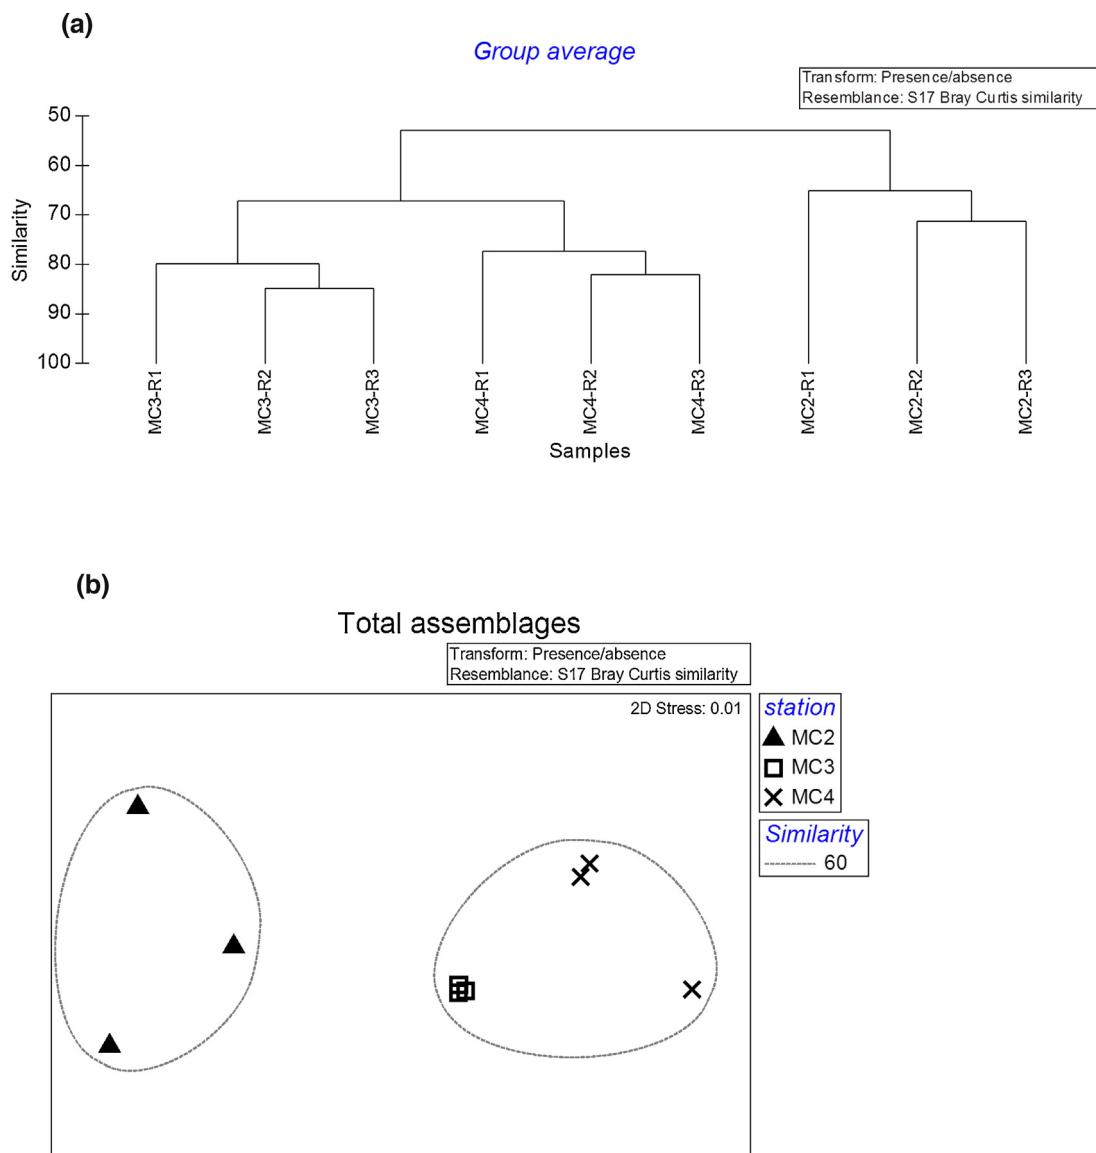 (a)
Group average
Transform: Presence/absence
Resemblance: S17 Bray Curtis similarity
50
60
70
80
90
100
Similarity
MC3-R1
MC3-R2
MC3-R3
MC4-R1
MC4-R2
MC4-R3
MC2-R1
MC2-R2
MC2-R3
Samples
(b)
Total assemblages
Transform: Presence/absence
Resemblance: S17 Bray Curtis similarity
2D Stress: 0.01
station
MC2
MC3
MC4
Similarity
60